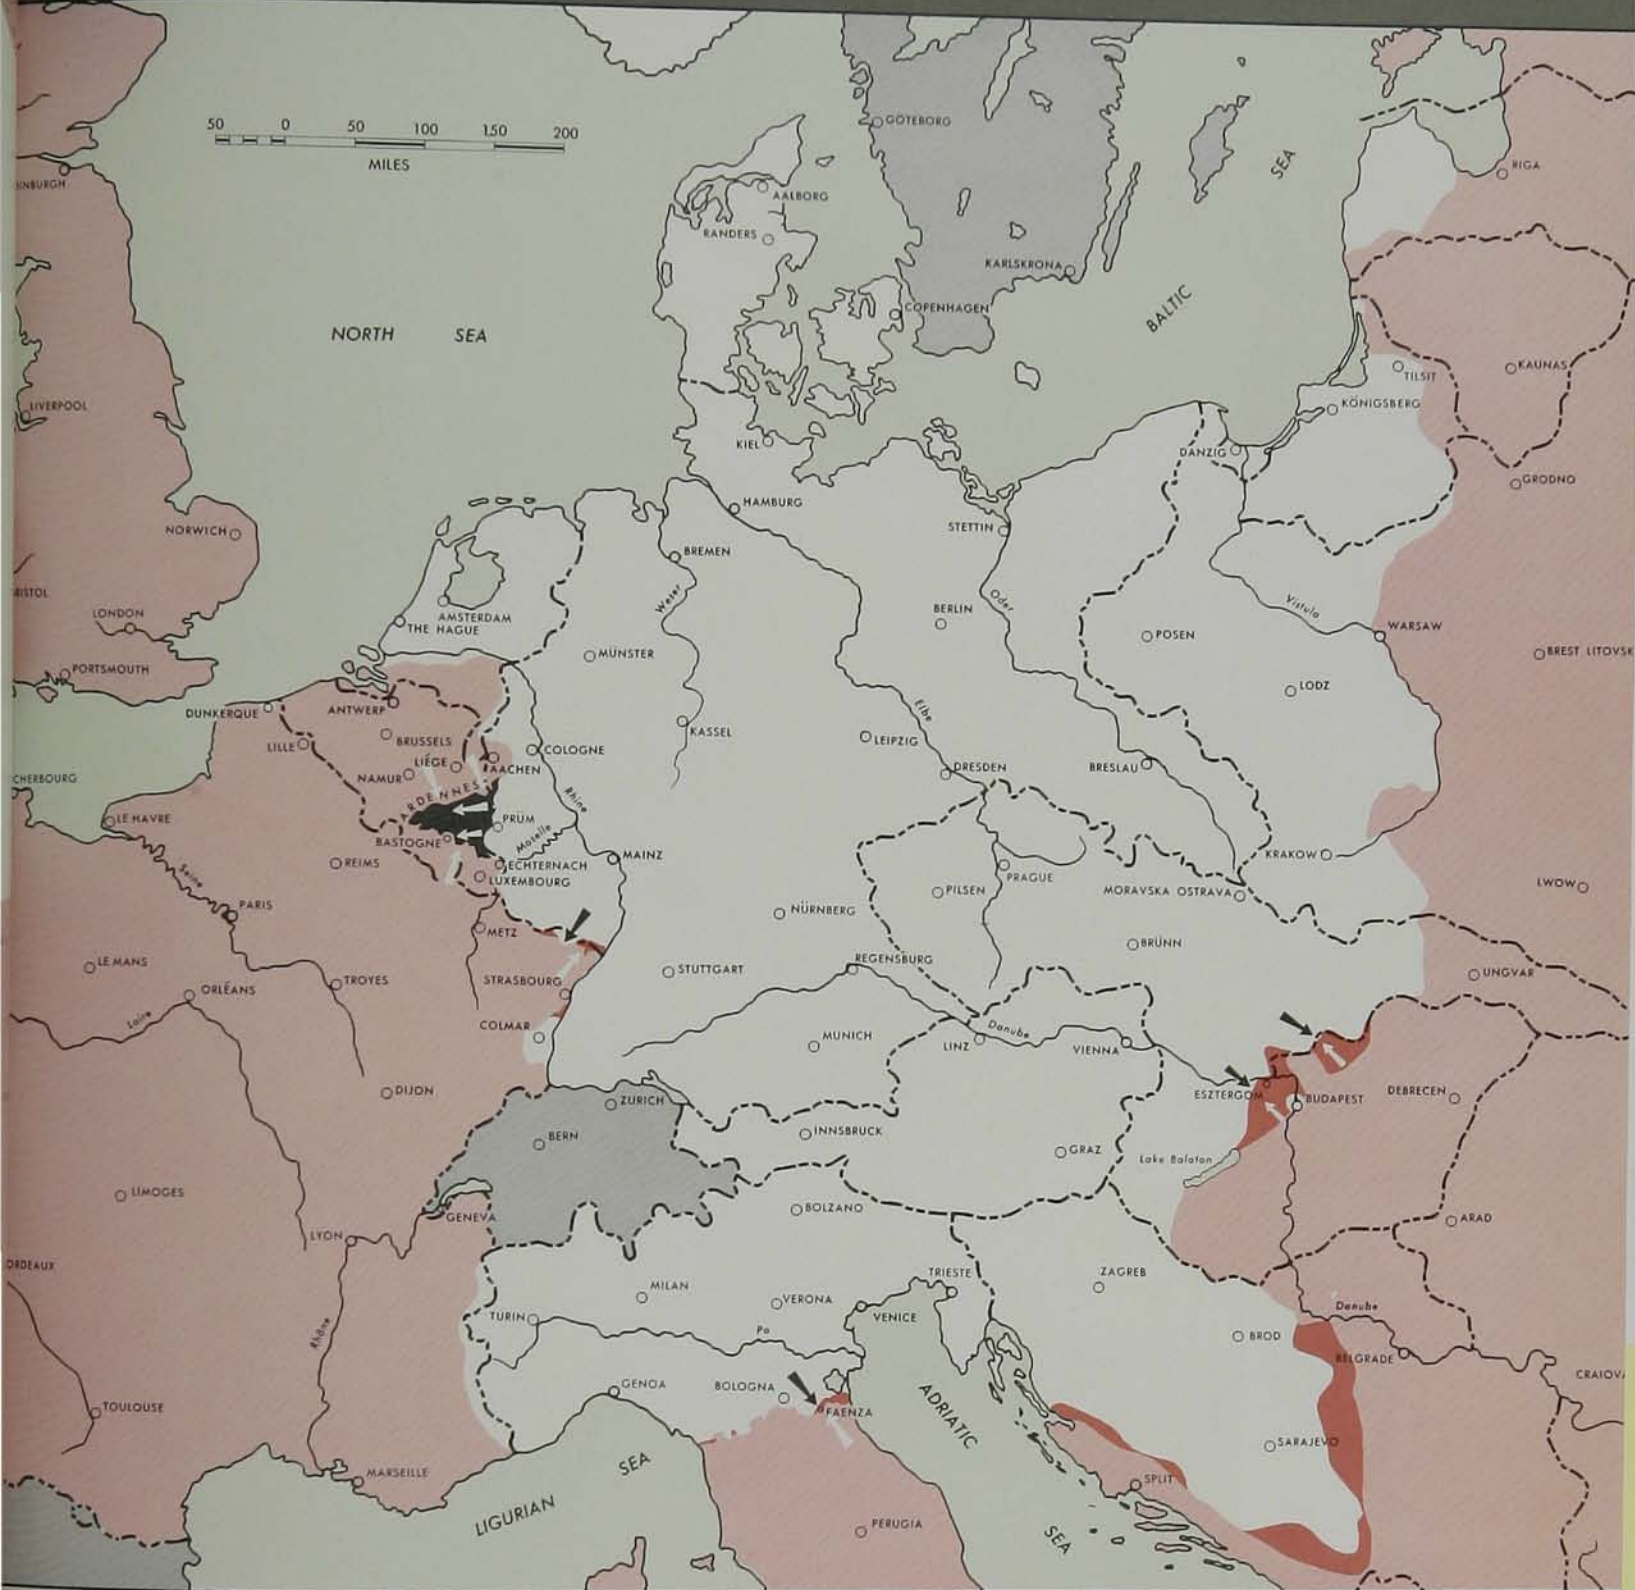 50 0 50 100 150 200
MILES
GÖTEBORG
SEA
RIGA
INBURGH
AALBORG
RANDERS
KARLSKRONA
COPENHAGEN
BALTIC
NORTH SEA
KAUNAS
TILSIT
LIVERPOOL
KÖNIGSBERG
KIEL
DANZIG
GRODNO
HAMBURG
NORWICH
STETTIN
BREMEN
RISTOL
Weser
Oder
BERLIN
Vistula
LONDON
AMSTERDAM
THE HAGUE
WARSAW
POSEN
MÜNSTER
BREST LITOVSK
PORTSMOUTH
LODZ
DUNKERQUE
ANTWERP
Elbe
KASSEL
LILLE
BRUSSELS
COLOGNE
LEIPZIG
LIÉGE
AACHEN
DRESDEN
BRESLAU
CHERBOURG
NAMUR
ARDENNES
Rhine
LE HAVRE
PRÜM
BASTOGNE
Moselle
MAINZ
KRAKOW
REIMS
ECHTERNACH
LUXEMBOURG
Seine
PRAGUE
PILSEN
MORAVSKA OSTRAVA
LWOW
PARIS
NÜRNBERG
METZ
BRÜNN
LE MANS
REGENSBURG
STUTTGART
UNGVAR
TROYES
STRASBOURG
ORLÉANS
Loire
COLMAR
Danube
MUNICH
LINZ
VIENNA
DIJON
ZURICH
ESZTERGOM
BUDAPEST
DEBRECEN
BERN
INNSBRUCK
GRAZ
Lake Balaton
LIMOGES
GENEVA
BOLZANO
ARAD
LYON
ORDEAUX
TRIESTE
ZAGREB
MILAN
VERONA
Danube
TURIN
VENICE
Rhône
Po
BROD
BELGRADE
CRAIOVA
GENOA
BOLOGNA
TOULOUSE
FAENZA
ADRIATIC
SARAJEVO
SEA
MARSEILLE
SPLIT
LIGURIAN
PERUGIA
SEA